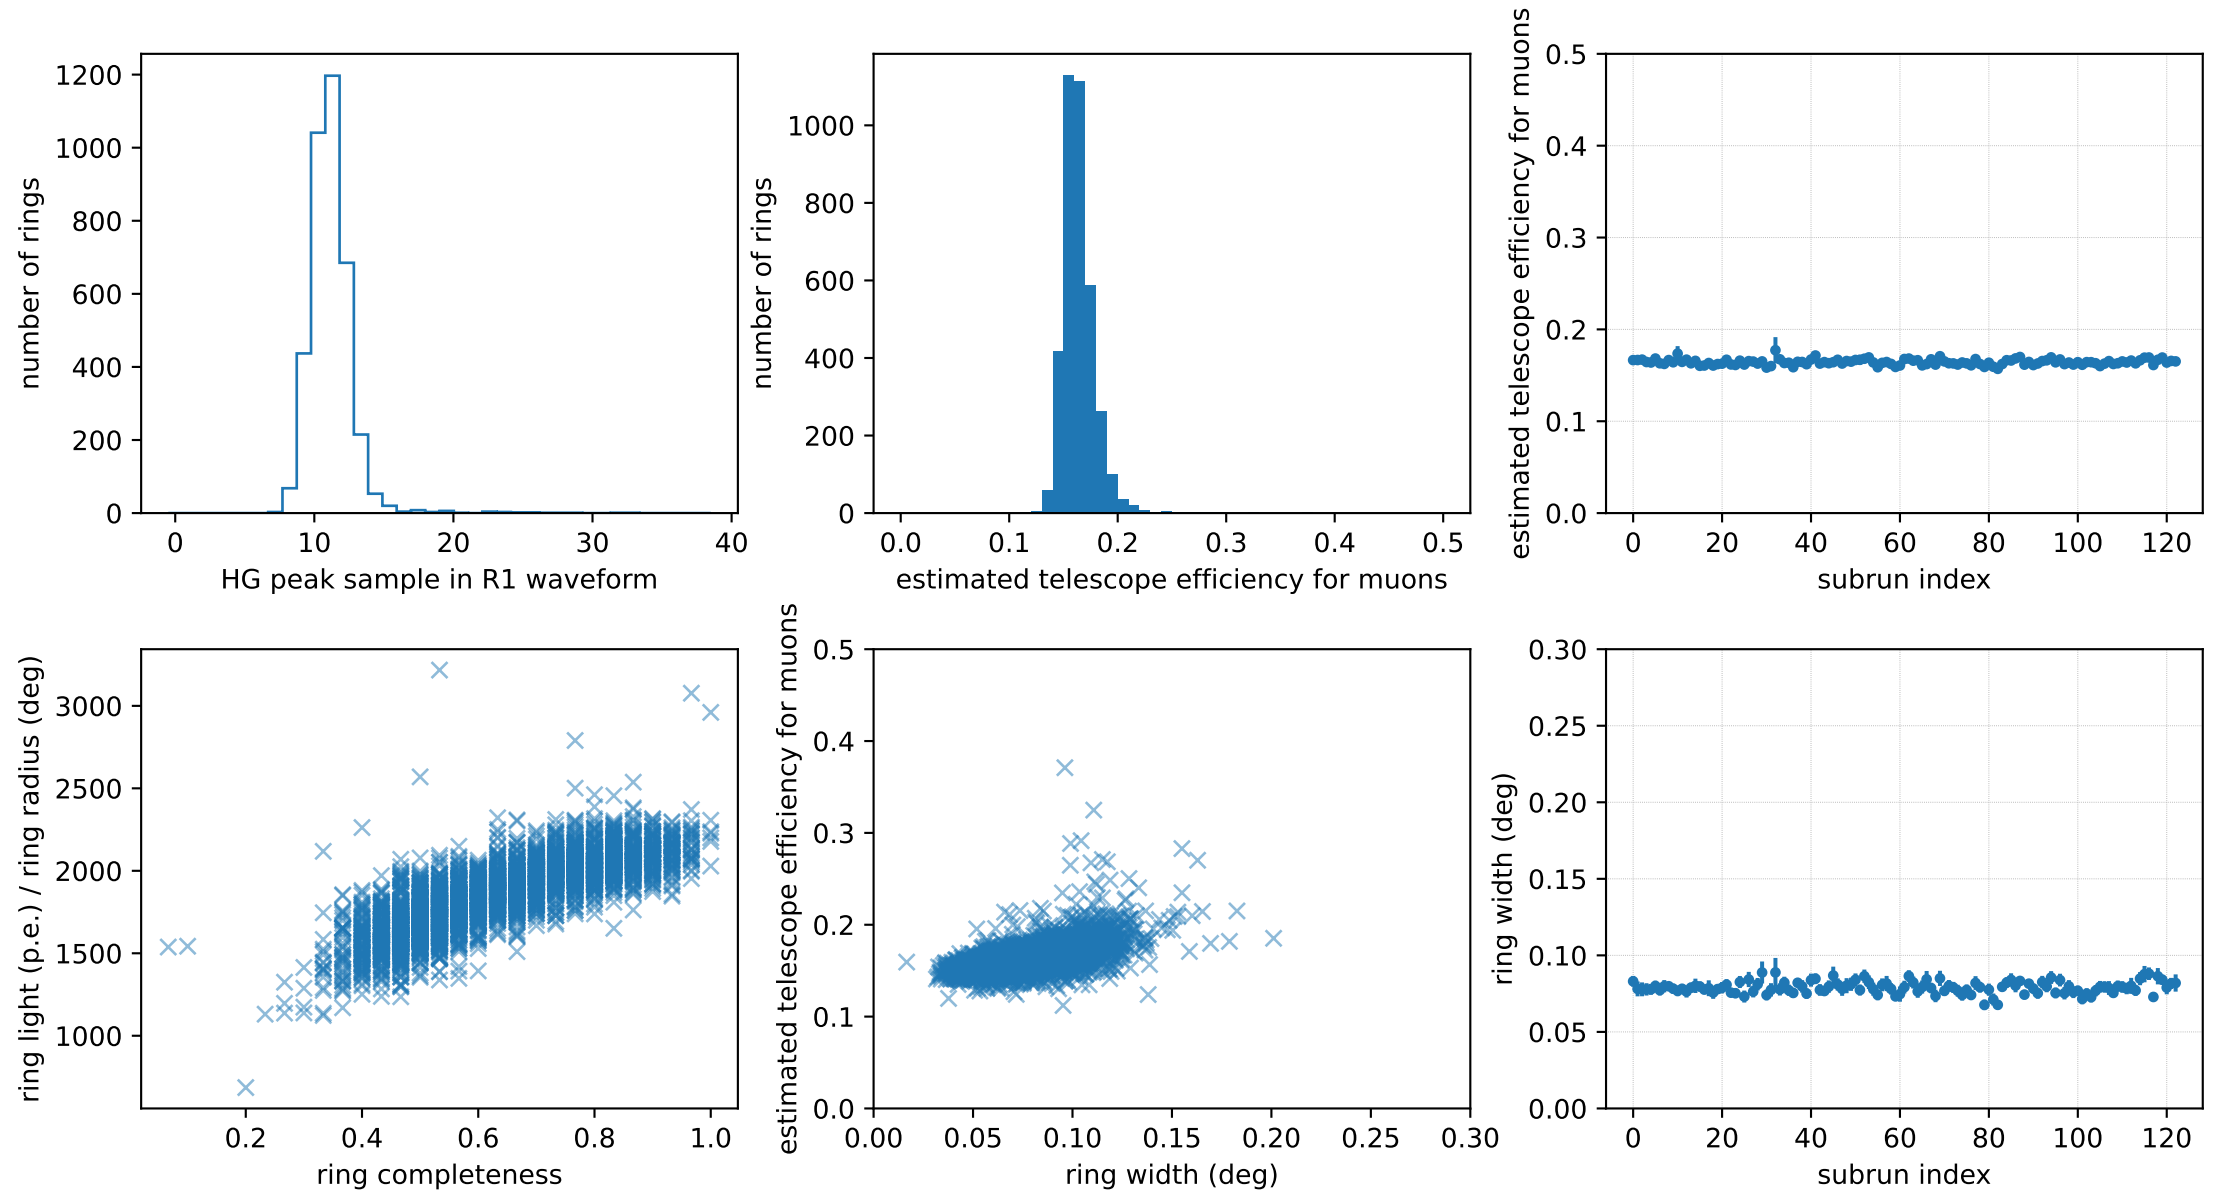 1200
1000
800
600
400
200
0
number of rings
0 10 20 30 40
HG peak sample in R1 waveform
1000
800
600
400
200
0
number of rings
0.0 0.1 0.2 0.3 0.4 0.5
estimated telescope efficiency for muons
0.5
0.4
0.3
0.2
0.1
0.0
estimated telescope efficiency for muons
0 20 40 60 80 100 120
subrun index
3000
2500
2000
1500
1000
ring light (p.e.) / ring radius (deg)
0.2 0.4 0.6 0.8 1.0
ring completeness
0.5
0.4
0.3
0.2
0.1
0.0
estimated telescope efficiency for muons
0.00 0.05 0.10 0.15 0.20 0.25 0.30
ring width (deg)
0.30
0.25
0.20
0.15
0.10
0.05
0.00
ring width (deg)
0 20 40 60 80 100 120
subrun index